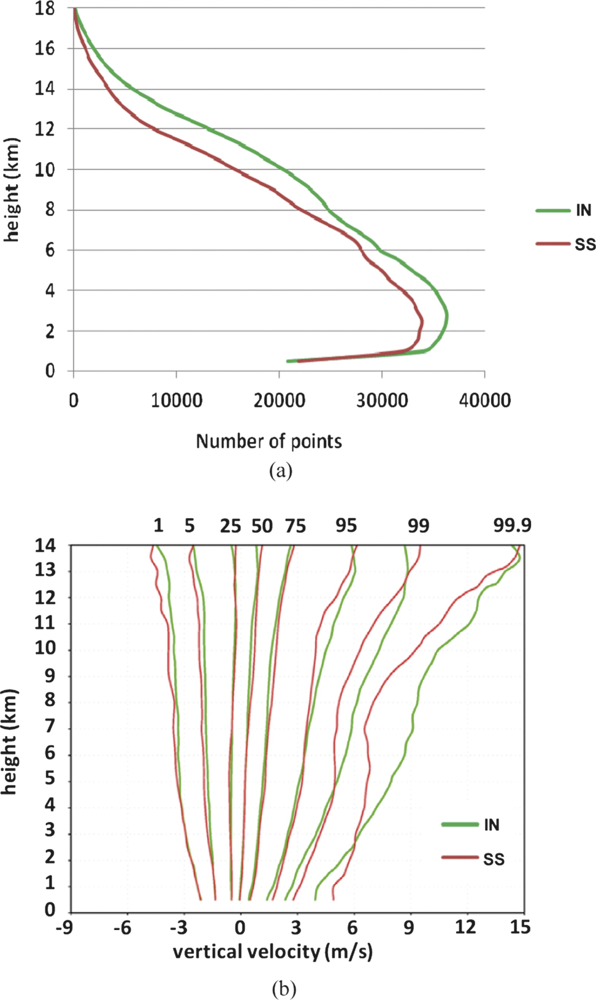 18
16
14
12
10
8
6
4
2
0
height (km)
IN
SS
0 10000 20000 30000 40000
Number of points
(a)
1 5 25 50 75 95 99 99.9
14
13
12
11
10
9
8
7
6
5
4
3
2
1
0
height (km)
IN
SS
-9 -6 -3 0 3 6 9 12 15
vertical velocity (m/s)
(b)